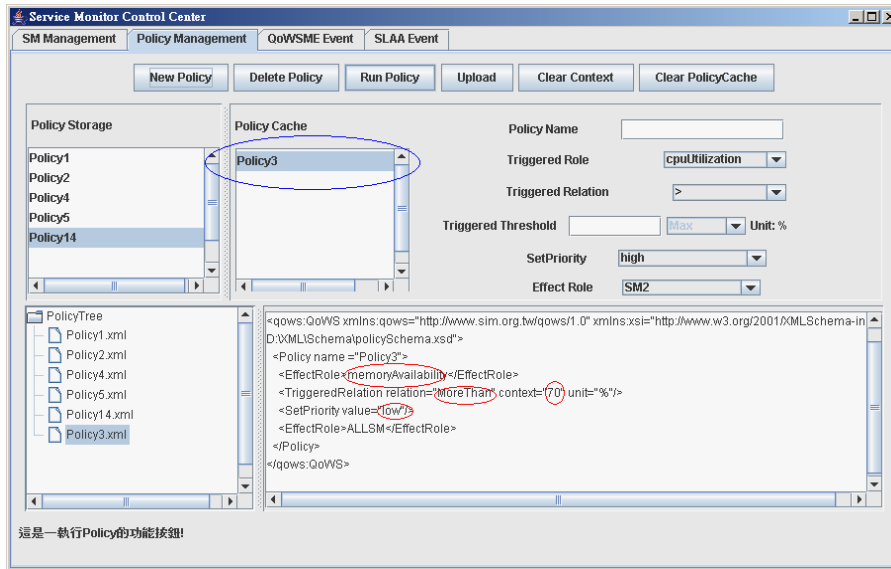 Service Monitor Control Center
SM Management Policy Management QoWSME Event SLAA Event
New Policy Delete Policy Run Policy Upload Clear Context Clear PolicyCache
Policy Storage
Policy1
Policy2
Policy4
Policy5
Policy14
Policy Cache
Policy3
Policy Name
Triggered Role cpuUtilization
Triggered Relation >
Triggered Threshold Max Unit: %
SetPriority high
Effect Role SM2
PolicyTree
Policy1.xml
Policy2.xml
Policy4.xml
Policy5.xml
Policy14.xml
Policy3.xml
<qows:QoWS xmlns:qows="http://www.sim.org.tw/qows/1.0" xmlns:xsi="http://www.w3.org/2001/XMLSchema-in
D:\XML\Schema\policySchema.xsd">
<Policy name ="Policy3">
<EffectRole>memoryAvailability</EffectRole>
<TriggeredRelation relation="MoreThan" context="70" unit="%"/>
<SetPriority value="low"/>
<EffectRole>ALLSM</EffectRole>
</Policy>
</qows:QoWS>
這是一執行Policy的功能按鈕!